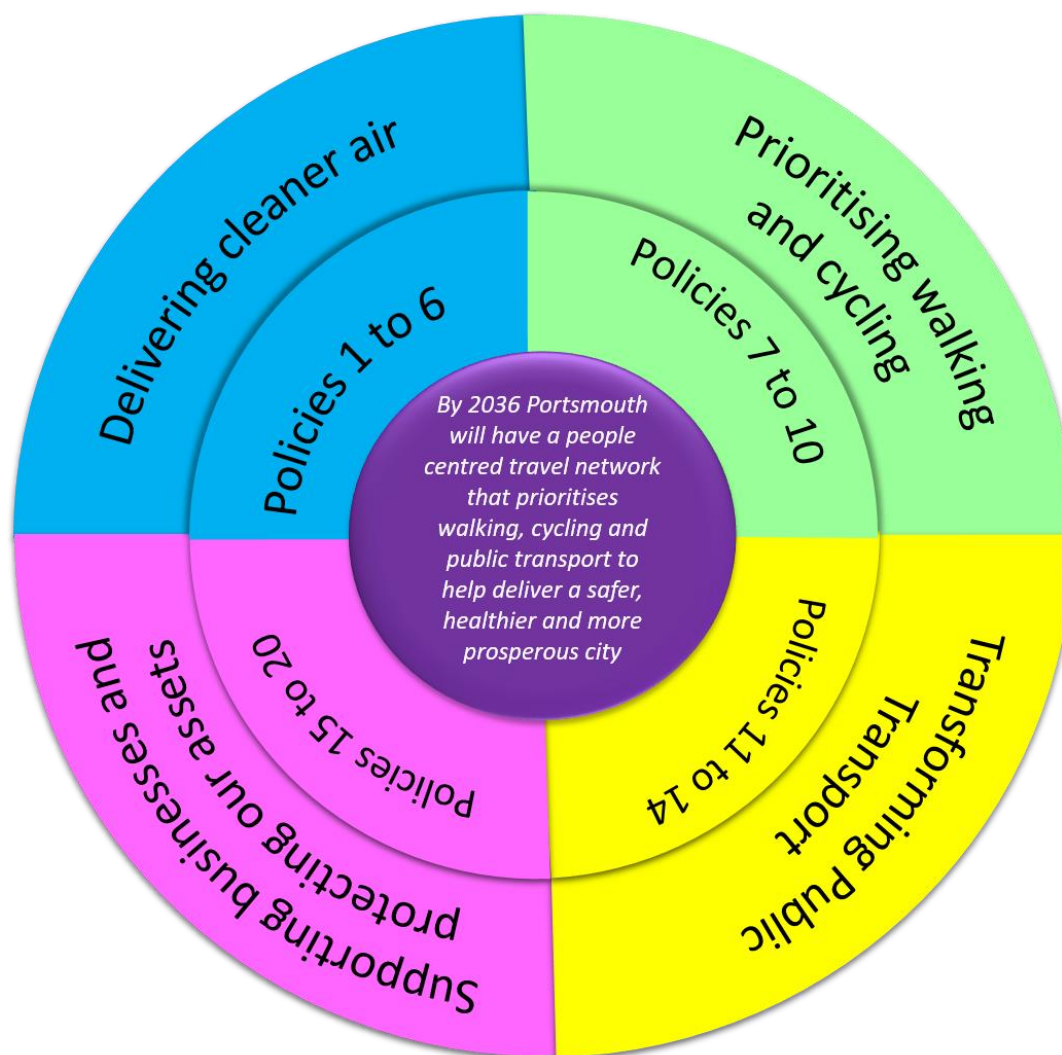 Delivering cleaner air
Policies 1 to 6
Prioritising walking
and cycling
Policies 7 to 10
By 2036 Portsmouth
will have a people
centred travel network
that prioritises
walking, cycling and
public transport to
help deliver a safer,
healthier and more
prosperous city
Policies 11 to 14
Transforming Public
Transport
Policies 15 to 20
Supporting businesses and
protecting our assets